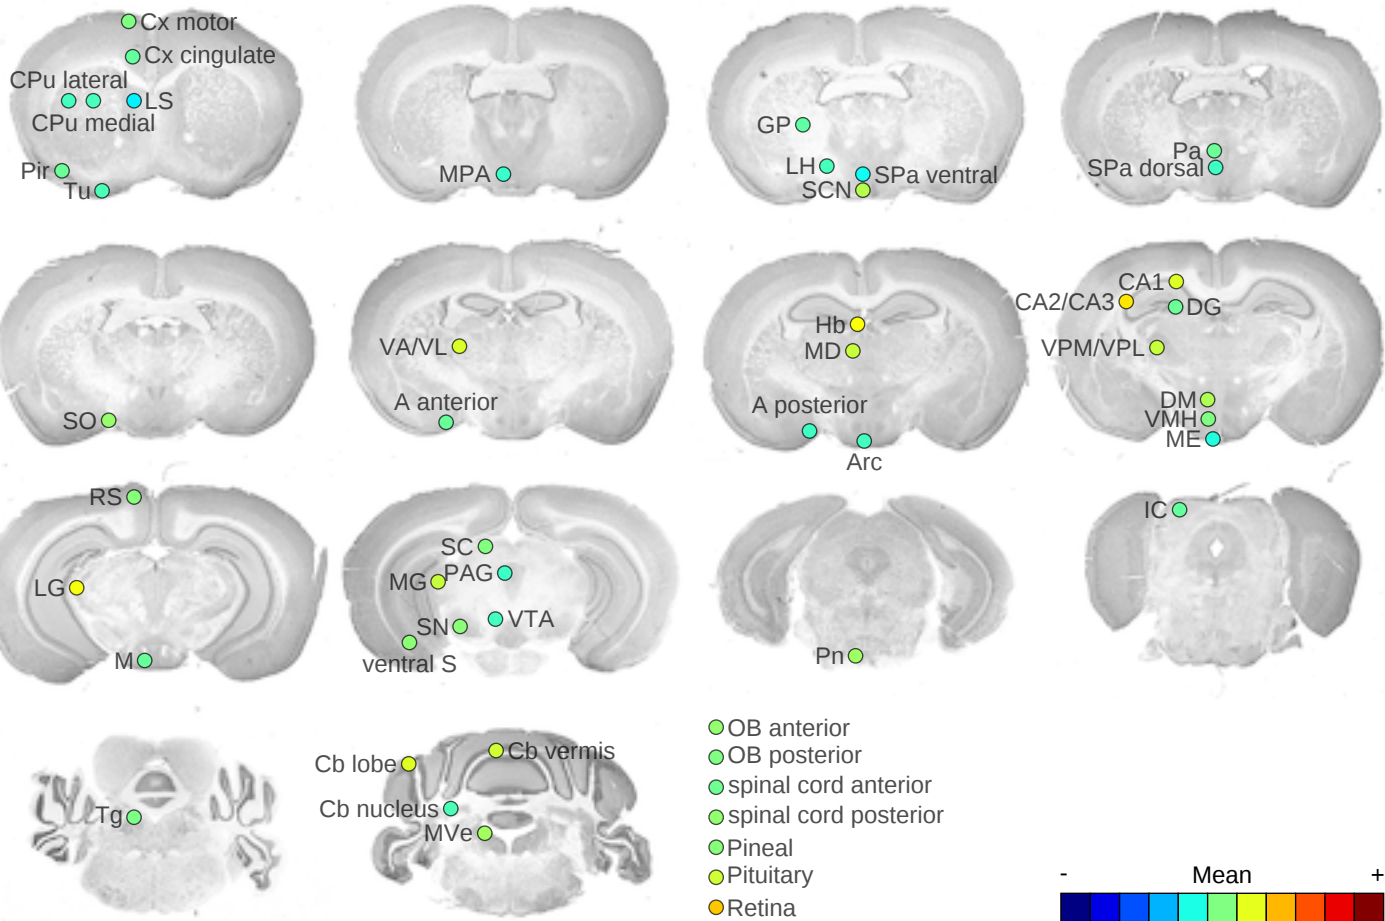 Cx motor
Cx cingulate
CPu lateral
LS
CPu medial
Pir
Tu
MPA
GP
LH
SPa ventral
SCN
Pa
SPa dorsal
SO
VA/VL
A anterior
Hb
MD
A posterior
Arc
CA1
CA2/CA3
DG
VPM/VPL
DM
VMH
ME
RS
LG
M
SC
PAG
MG
VTA
SN
ventral S
Pn
IC
Tg
Cb vermis
Cb lobe
Cb nucleus
MVe
OB anterior
OB posterior
spinal cord anterior
spinal cord posterior
Pineal
Pituitary
Retina
- Mean +